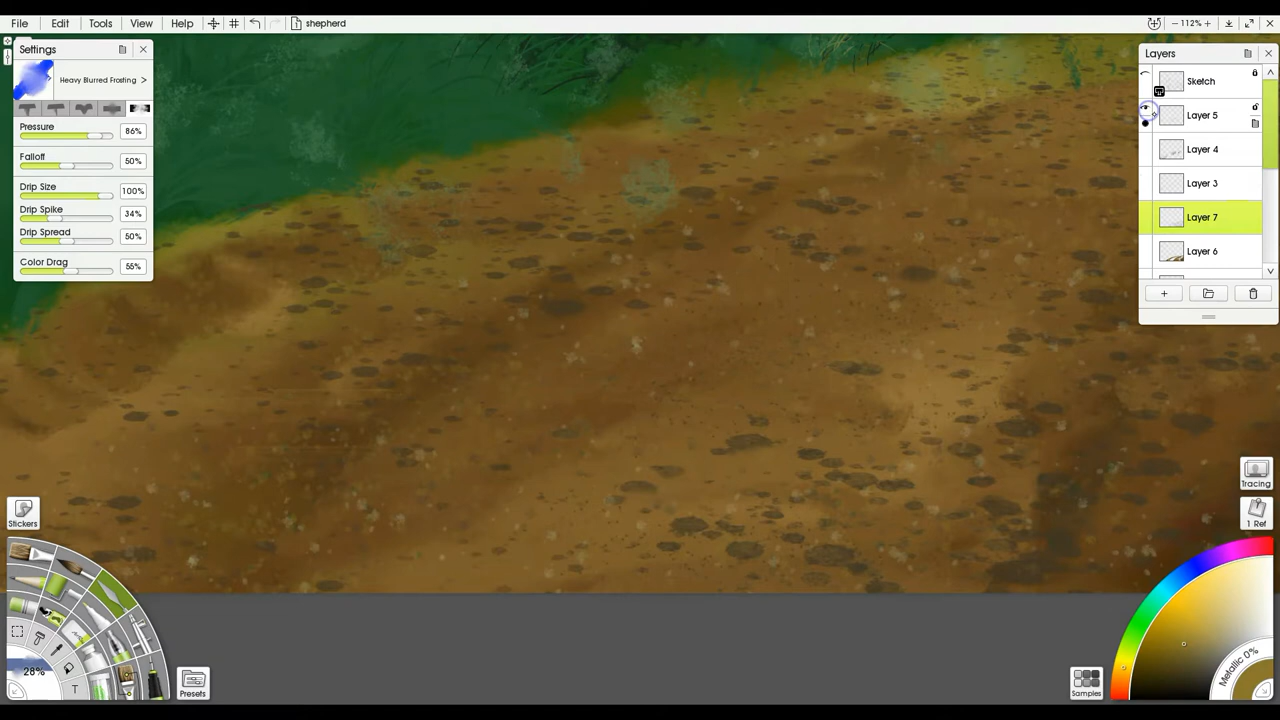 File Edit Tools View Help shepherd 112%
Settings
Heavy Blurred Frosting >
Pressure 86%
Falloff 50%
Drip Size 100%
Drip Spike 34%
Drip Spread 50%
Color Drag 55%
Layers
Sketch
Layer 5
Layer 4
Layer 3
Layer 7
Layer 6
Tracing
1 Ref
Stickers
28%
T
Presets
Samples
Metallic 0%